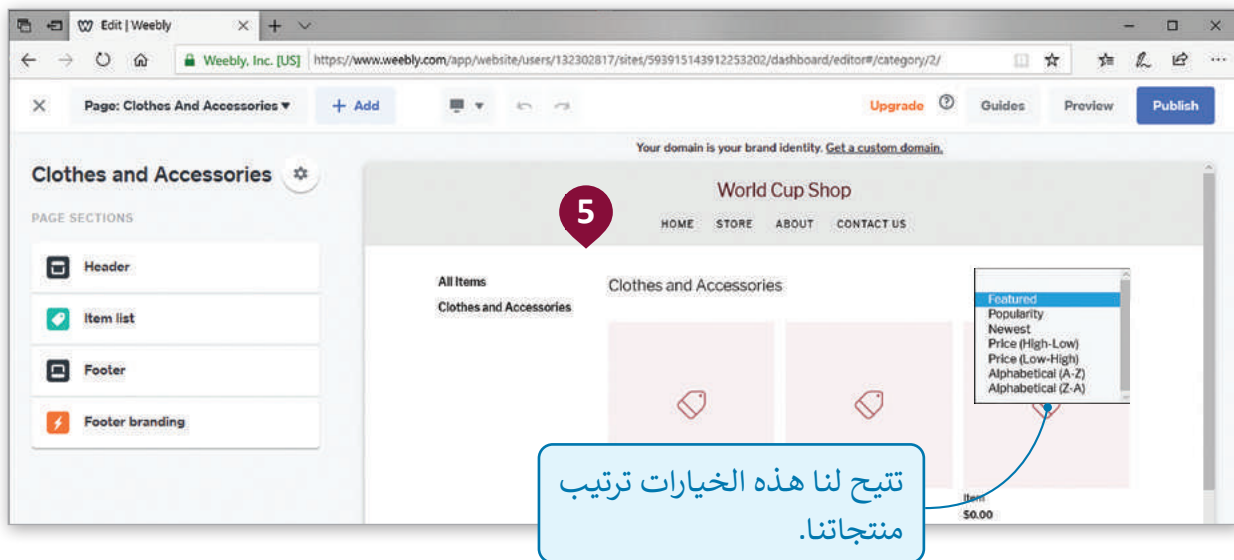 Edit | Weebly
Weebly, Inc. [US] https://www.weebly.com/app/website/users/132302817/sites/593915143912253202/dashboard/editor#/category/2/
Page: Clothes And Accessories + Add Upgrade Guides Preview Publish
Your domain is your brand identity. Get a custom domain.
Clothes and Accessories
PAGE SECTIONS
Header
Item list
Footer
Footer branding
5
World Cup Shop
HOME STORE ABOUT CONTACT US
All Items
Clothes and Accessories
Clothes and Accessories
Featured
Popularity
Newest
Price (High-Low)
Price (Low-High)
Alphabetical (A-Z)
Alphabetical (Z-A)
Item
$0.00
تتيح لنا هذه الخيارات ترتيب
منتجاتنا.